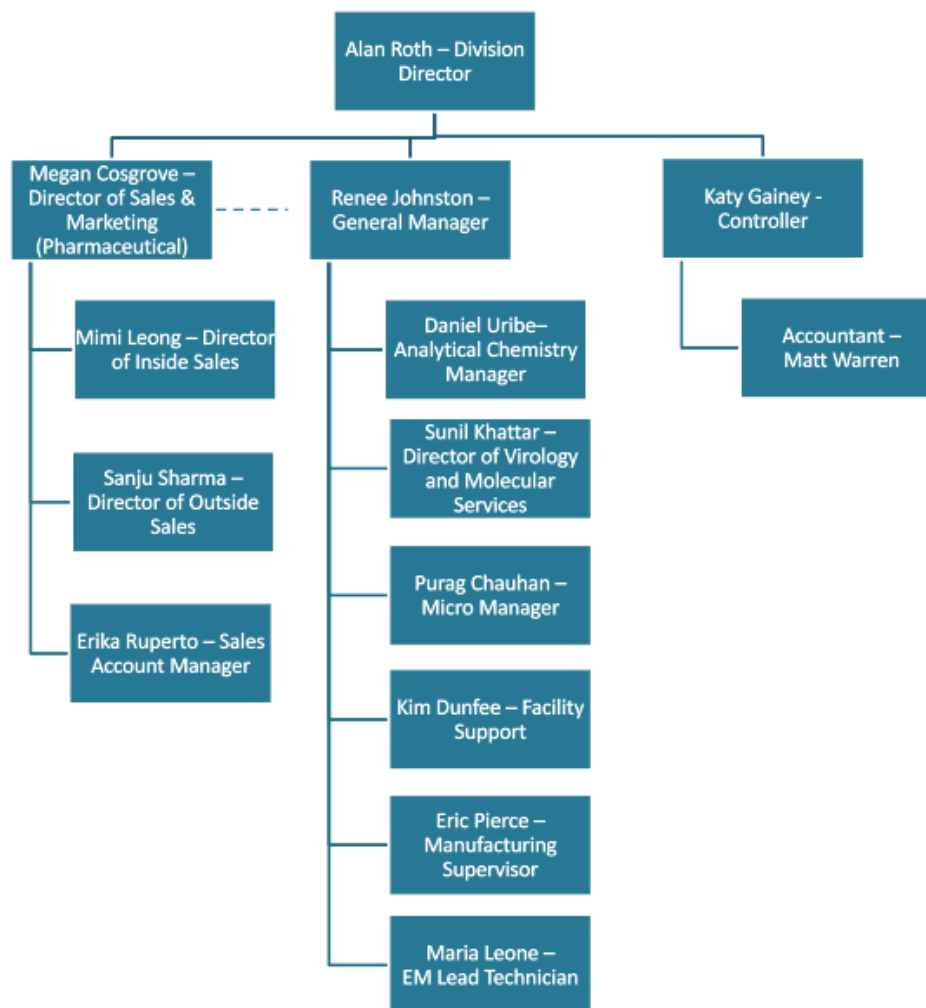 Alan Roth – Division
Director
Megan Cosgrove –
Director of Sales &
Marketing
(Pharmaceutical)
Renee Johnston –
General Manager
Katy Gainey -
Controller
Mimi Leong – Director
of Inside Sales
Sanju Sharma –
Director of Outside
Sales
Erika Ruperto – Sales
Account Manager
Daniel Uribe–
Analytical Chemistry
Manager
Sunil Khattar –
Director of Virology
and Molecular
Services
Purag Chauhan –
Micro Manager
Kim Dunfee – Facility
Support
Eric Pierce –
Manufacturing
Supervisor
Maria Leone –
EM Lead Technician
Accountant –
Matt Warren